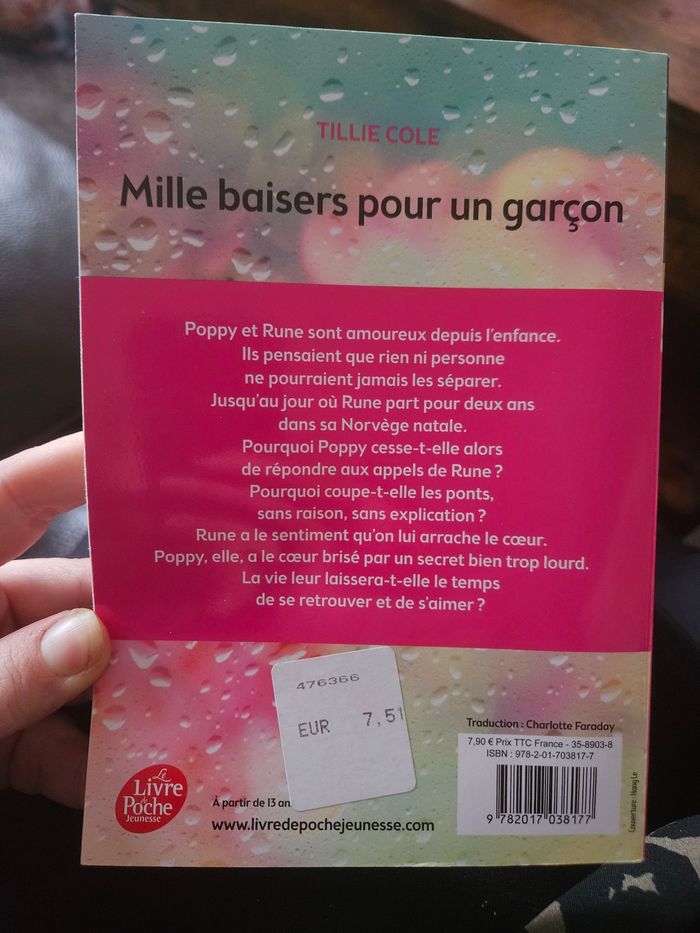 TILLIE COLE
Mille baisers pour un garçon
Poppy et Rune sont amoureux depuis l'enfance.
Ils pensaient que rien ni personne
ne pourraient jamais les séparer.
Jusqu'au jour où Rune part pour deux ans
dans sa Norvège natale.
Pourquoi Poppy cesse-t-elle alors
de répondre aux appels de Rune ?
Pourquoi coupe-t-elle les ponts,
sans raison, sans explication ?
Rune a le sentiment qu'on lui arrache le cœur.
Poppy, elle, a le cœur brisé par un secret bien trop lourd.
La vie leur laissera-t-elle le temps
de se retrouver et de s'aimer ?
476366
EUR 7,51
Le
LIVRE
de
POCHE
JEUNESSE
À partir de 13 an
www.livredepochejeunesse.com
Traduction : Charlotte Faraday
7,90 € Prix TTC France - 35-8903-8
ISBN : 978-2-01-703817-7
9 782017 038177
Couverture : Hang Le